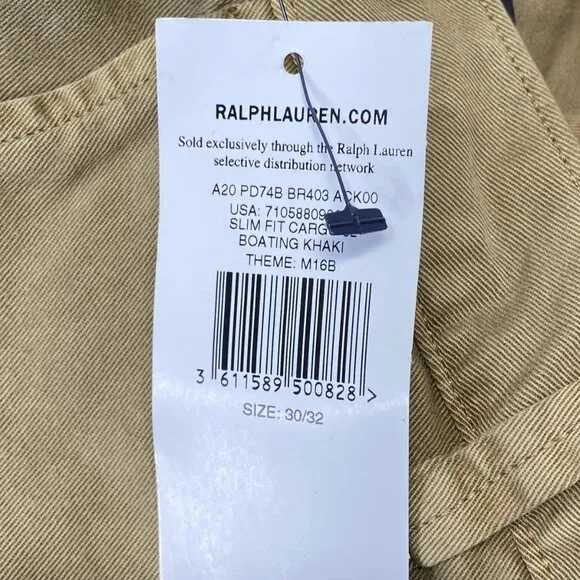 RALPHLAUREN.COM
Sold exclusively through the Ralph Lauren
selective distribution network
A20 PD74B BR403 ACK00
USA:
SLIM FIT
BOATING KHAKI
THEME: M16B
3 611589 500828 >
SIZE: 30/32